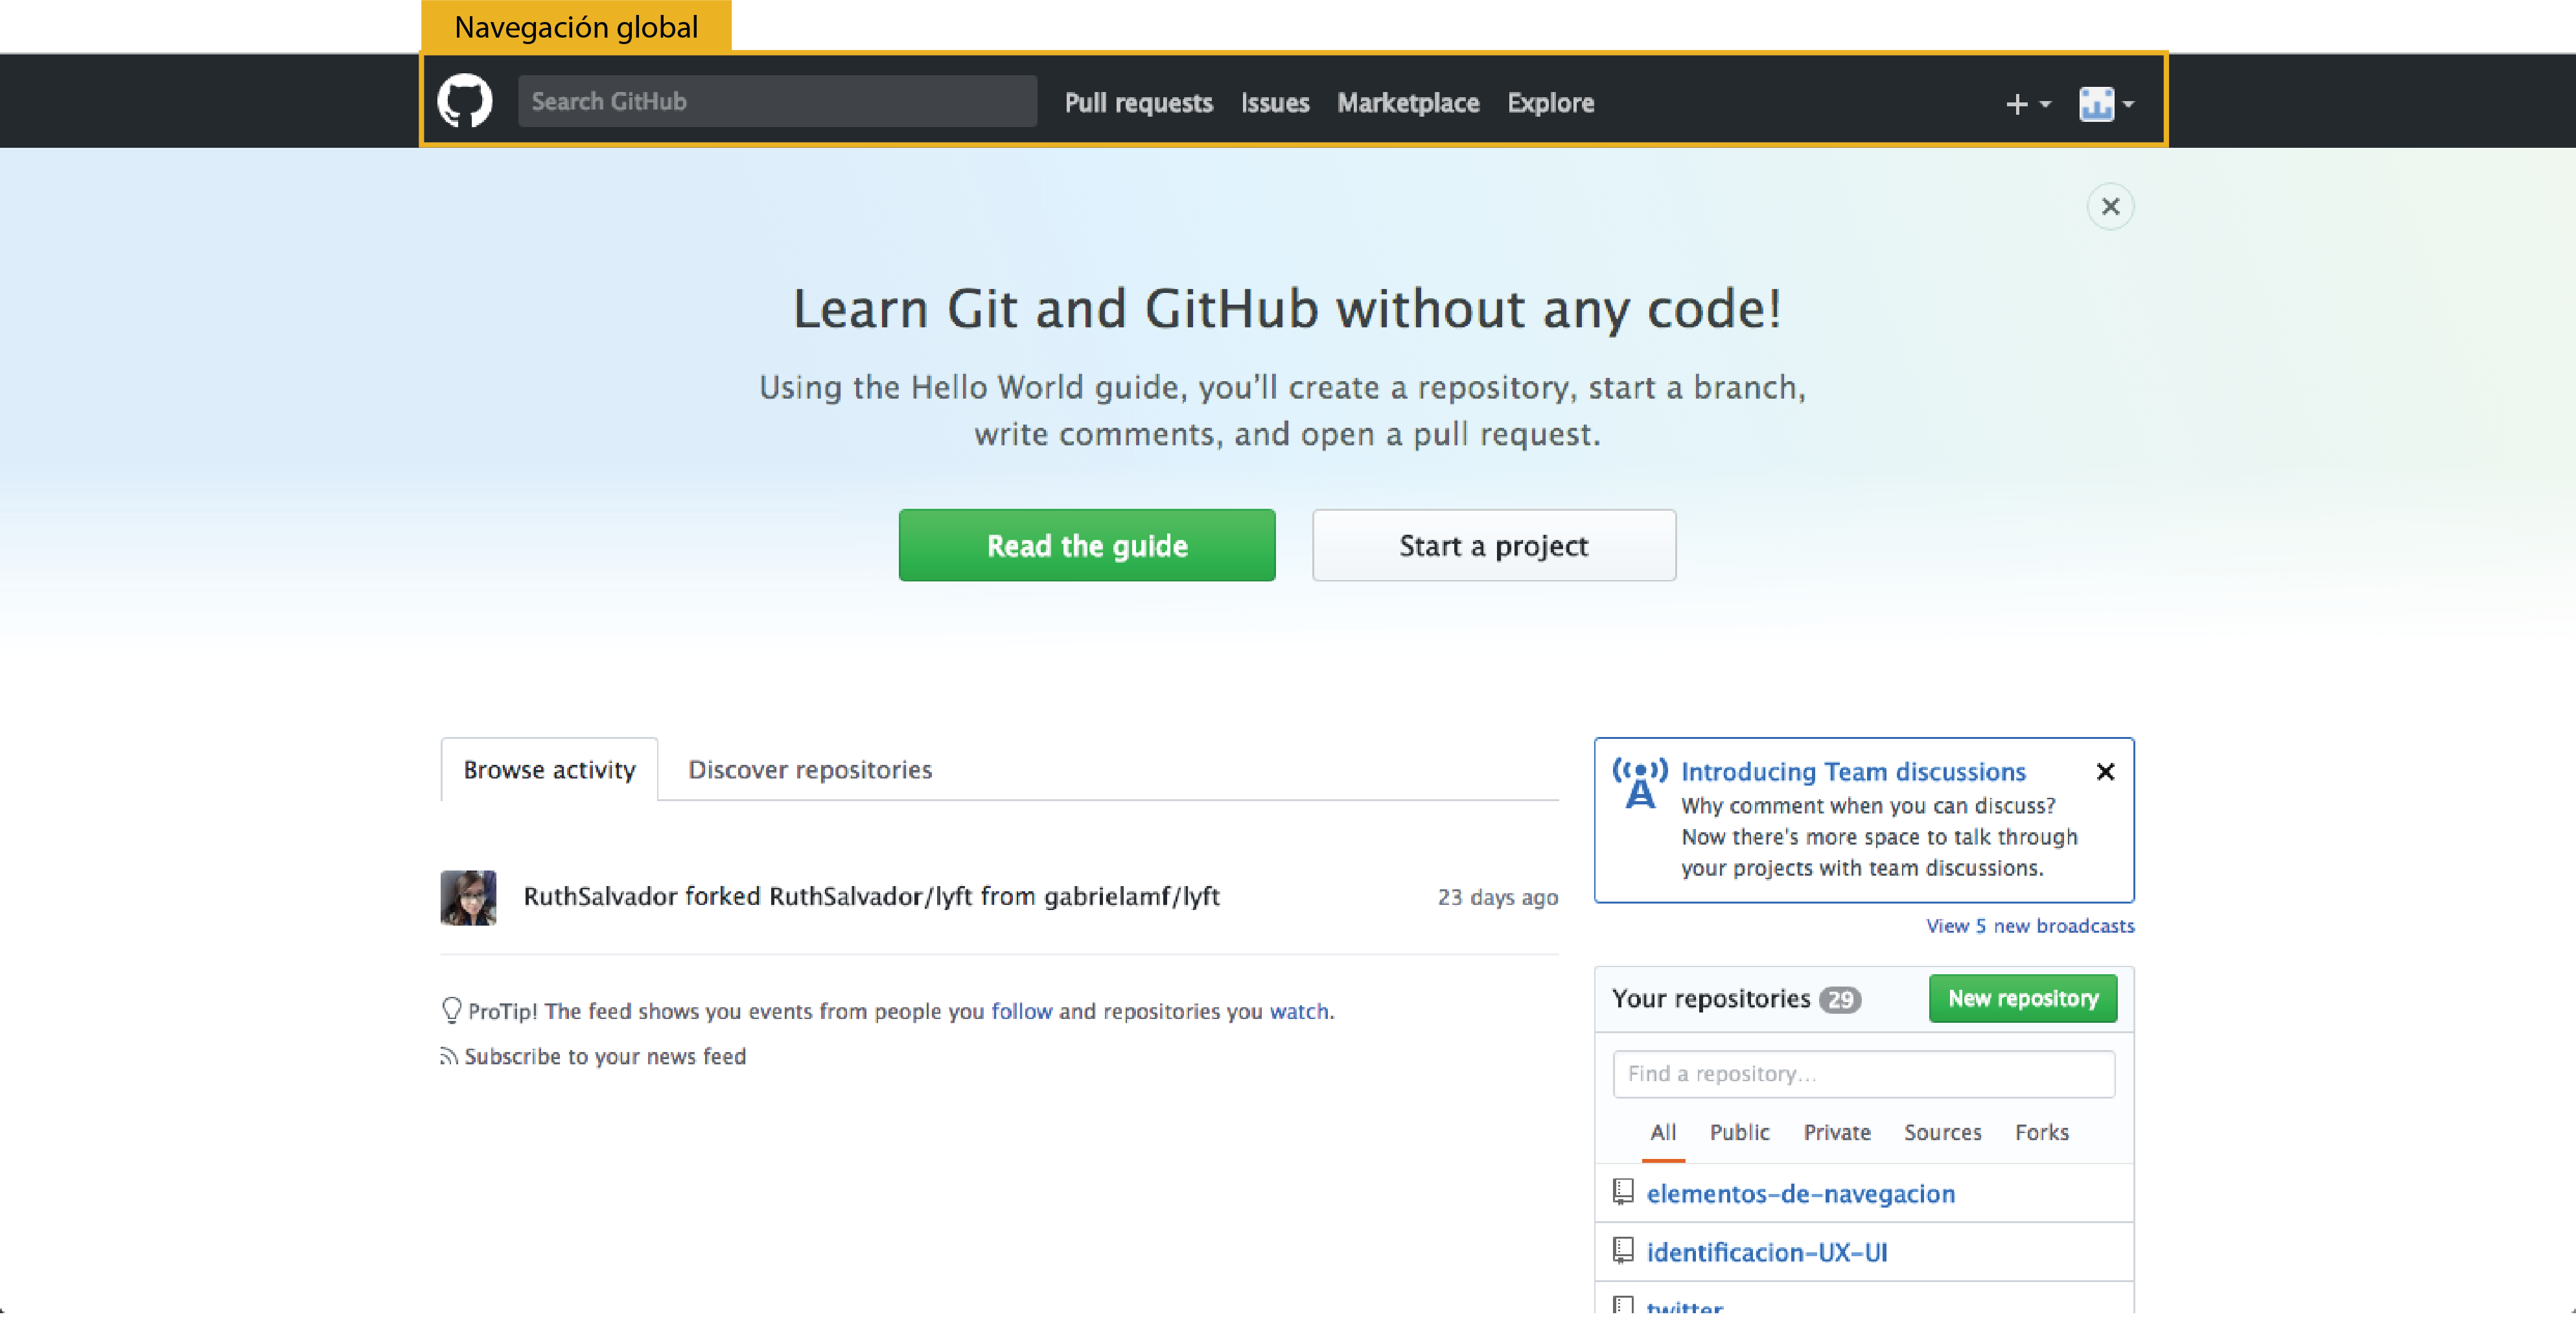 Navegación global
Search GitHub
Pull requests Issues Marketplace Explore
Learn Git and GitHub without any code!
Using the Hello World guide, you’ll create a repository, start a branch,
write comments, and open a pull request.
Read the guide
Start a project
Browse activity
Discover repositories
RuthSalvador forked RuthSalvador/lyft from gabrielamf/lyft
23 days ago
ProTip! The feed shows you events from people you follow and repositories you watch.
Subscribe to your news feed
Introducing Team discussions
Why comment when you can discuss?
Now there's more space to talk through
your projects with team discussions.
View 5 new broadcasts
Your repositories 29
New repository
Find a repository...
All Public Private Sources Forks
elementos-de-navegacion
identificacion-UX-UI
twitter